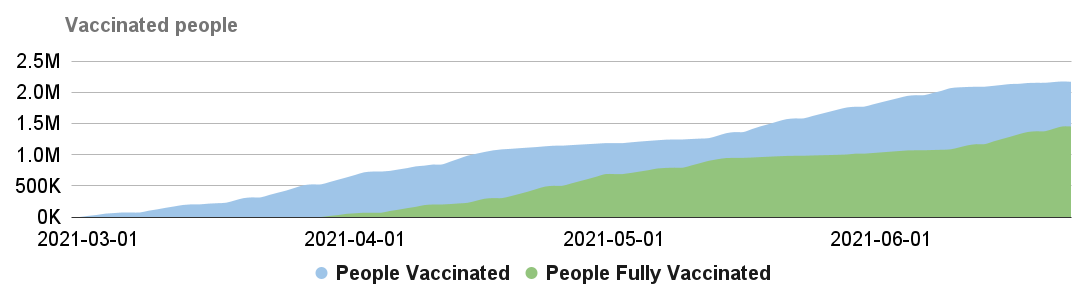 Vaccinated people
2.5M
2.0M
1.5M
1.0M
500K
0K
2021-03-01 2021-04-01 2021-05-01 2021-06-01
People Vaccinated People Fully Vaccinated